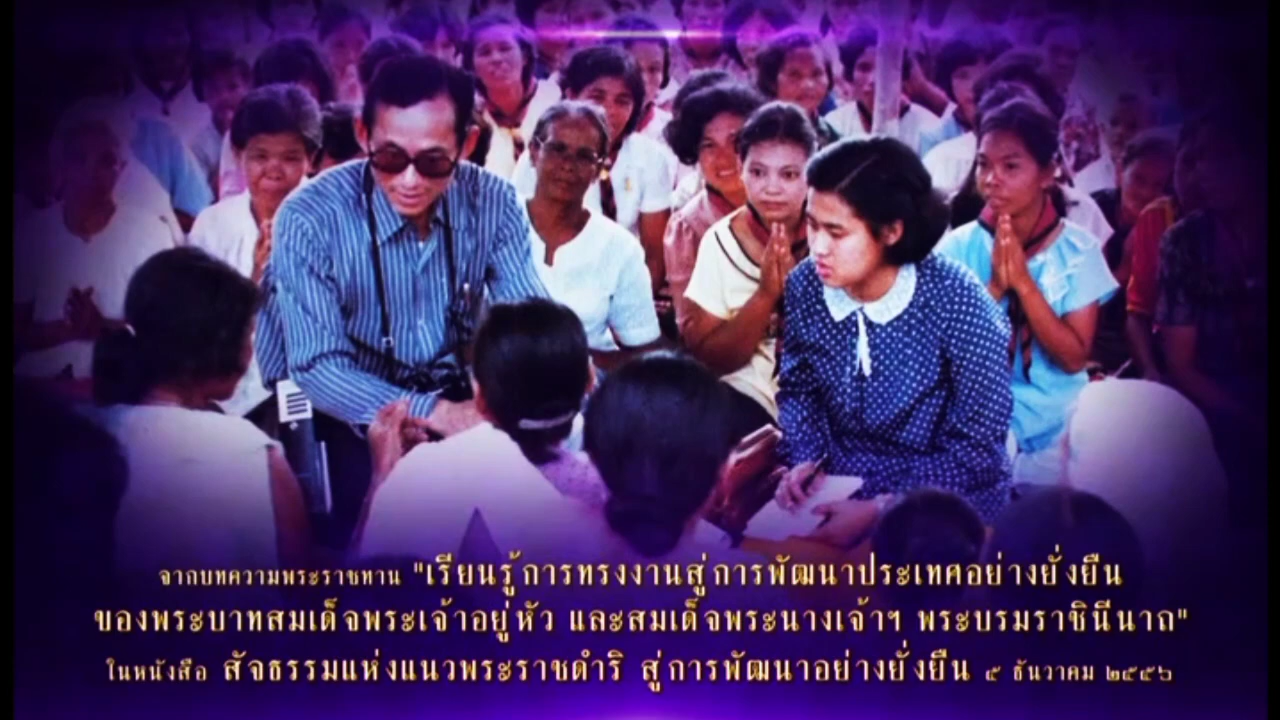 จากบทความพระราชทาน "เรียนรู้การทรงงานสู่การพัฒนาประเทศอย่างยั่งยืน
ของพระบาทสมเด็จพระเจ้าอยู่หัว และสมเด็จพระนางเจ้าฯ พระบรมราชินีนาถ"
ในหนังสือ สัจธรรมแห่งแนวพระราชดำริ สู่การพัฒนาอย่างยั่งยืน ๕ ธันวาคม ๒๕๕๖